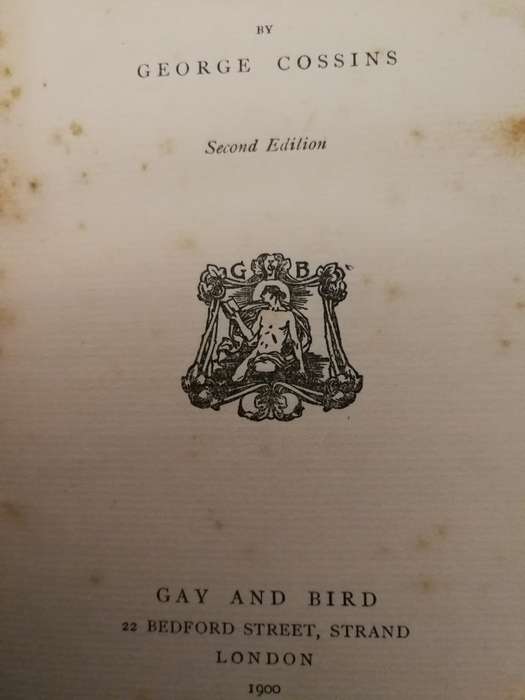 BY
GEORGE COSSINS
Second Edition
G B
GAY AND BIRD
22 BEDFORD STREET, STRAND
LONDON
1900